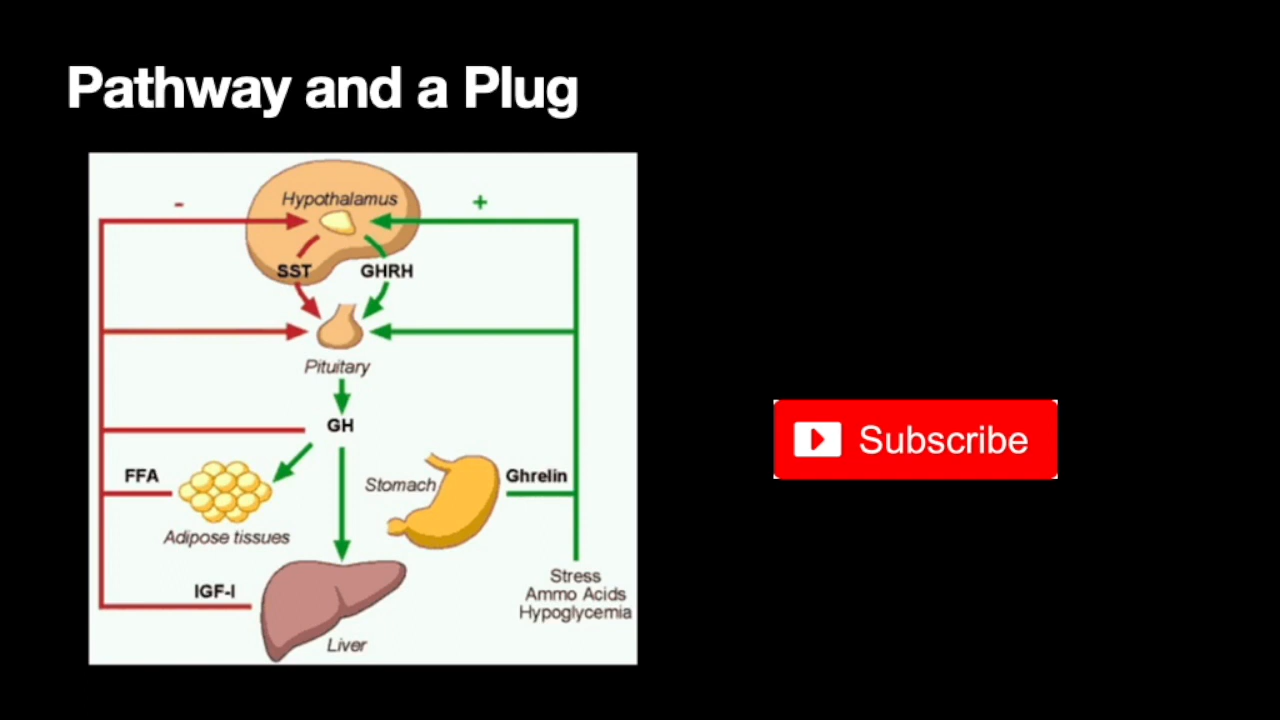 Pathway and a Plug
-
Hypothalamus
+
SST
GHRH
Pituitary
GH
FFA
Stomach
Ghrelin
Adipose tissues
Stress
Ammo Acids
Hypoglycemia
IGF-I
Liver
Subscribe